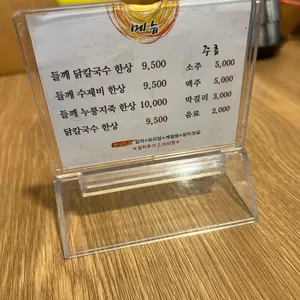 메뉴
들깨 닭칼국수 한상 9,500
들깨 수제비 한상 9,500
들깨 누룽지죽 한상 10,000
닭칼국수 한상 9,500
주류
소주 5,000
맥주 5,000
막걸리 3,000
음료 2,000